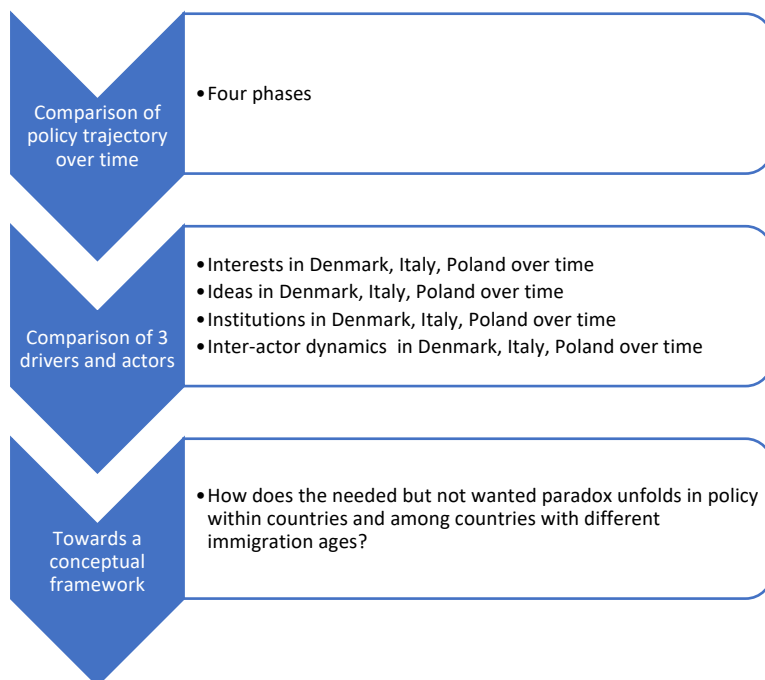 Comparison of
policy trajectory
over time
•Four phases
Comparison of 3
drivers and actors
•Interests in Denmark, Italy, Poland over time
•Ideas in Denmark, Italy, Poland over time
•Institutions in Denmark, Italy, Poland over time
•Inter-actor dynamics in Denmark, Italy, Poland over time
Towards a
conceptual
framework
•How does the needed but not wanted paradox unfolds in policy
within countries and among countries with different
immigration ages?